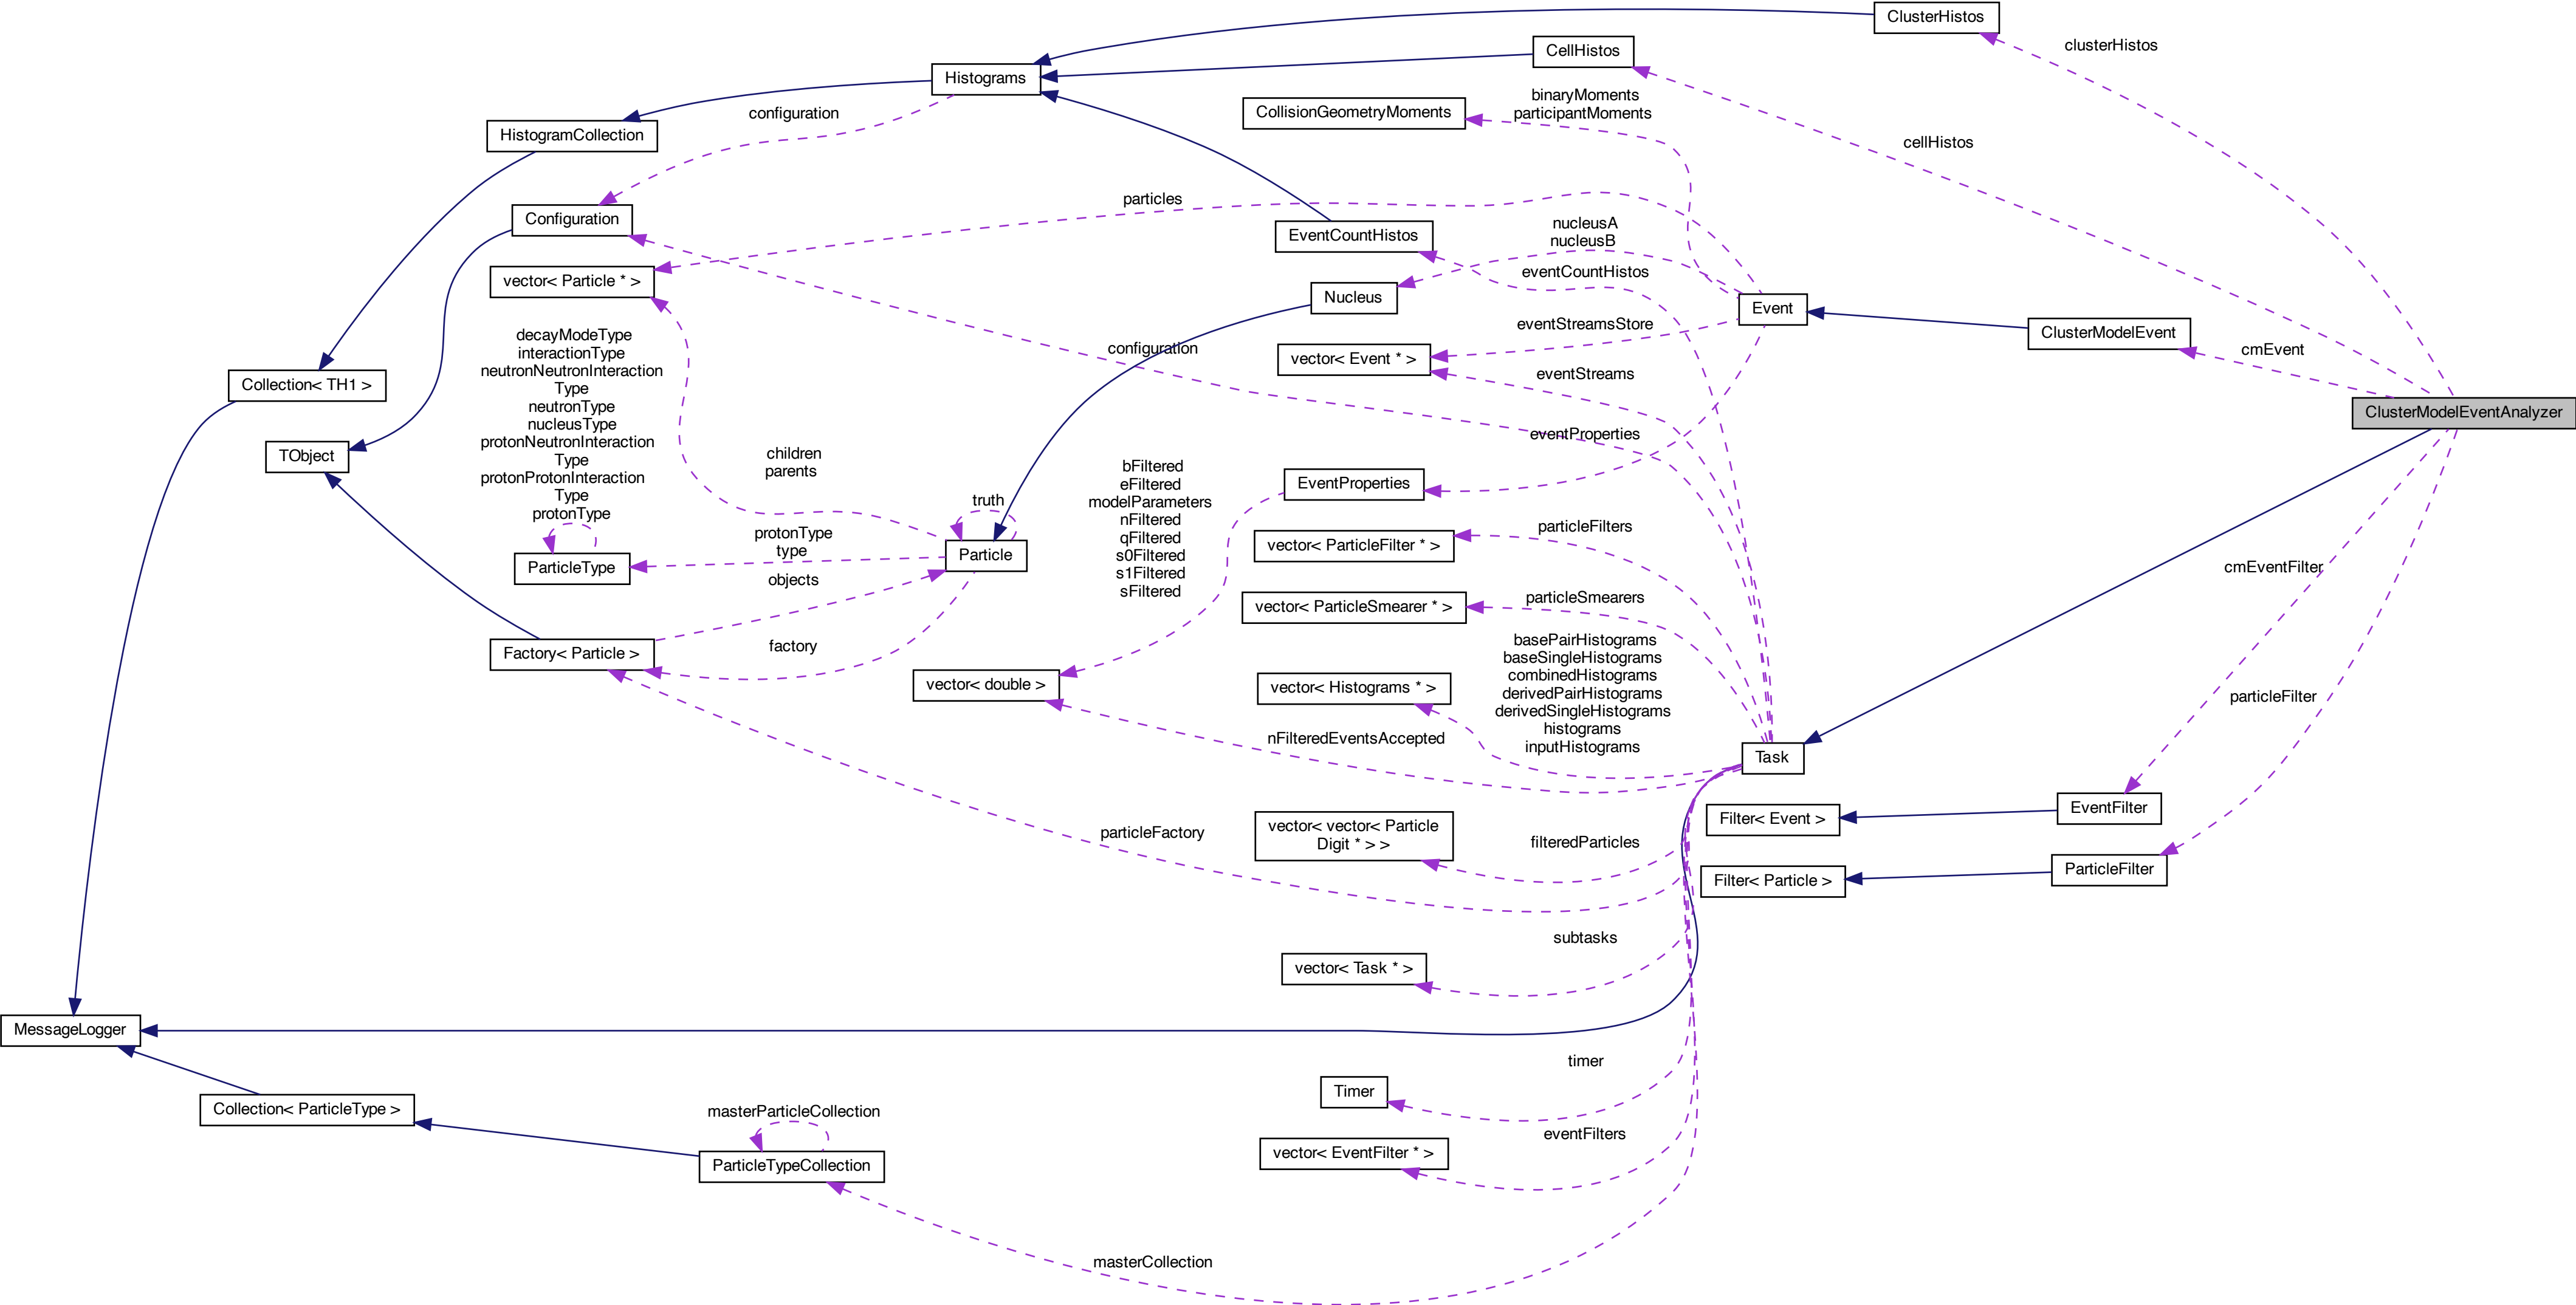 ClusterHistos
clusterHistos
CellHistos
Histograms
binaryMoments
participantMoments
CollisionGeometryMoments
configuration
HistogramCollection
cellHistos
particles
Configuration
nucleusA
nucleusB
EventCountHistos
eventCountHistos
vector< Particle * >
Nucleus
Event
eventStreamsStore
ClusterModelEvent
decayModeType
interactionType
neutronNeutronInteraction
Type
neutronType
nucleusType
protonNeutronInteraction
Type
protonProtonInteraction
Type
protonType
configuration
vector< Event * >
cmEvent
eventStreams
Collection< TH1 >
ClusterModelEventAnalyzer
eventProperties
TObject
children
parents
bFiltered
eFiltered
modelParameters
nFiltered
qFiltered
s0Filtered
s1Filtered
sFiltered
EventProperties
truth
particleFilters
protonType
type
vector< ParticleFilter * >
Particle
ParticleType
cmEventFilter
objects
particleSmearers
vector< ParticleSmearer * >
basePairHistograms
baseSingleHistograms
combinedHistograms
derivedPairHistograms
derivedSingleHistograms
histograms
inputHistograms
factory
Factory< Particle >
vector< double >
vector< Histograms * >
particleFilter
nFilteredEventsAccepted
Task
EventFilter
Filter< Event >
particleFactory
vector< vector< Particle
Digit * > >
filteredParticles
ParticleFilter
Filter< Particle >
subtasks
vector< Task * >
MessageLogger
timer
Timer
Collection< ParticleType >
masterParticleCollection
eventFilters
vector< EventFilter * >
ParticleTypeCollection
masterCollection